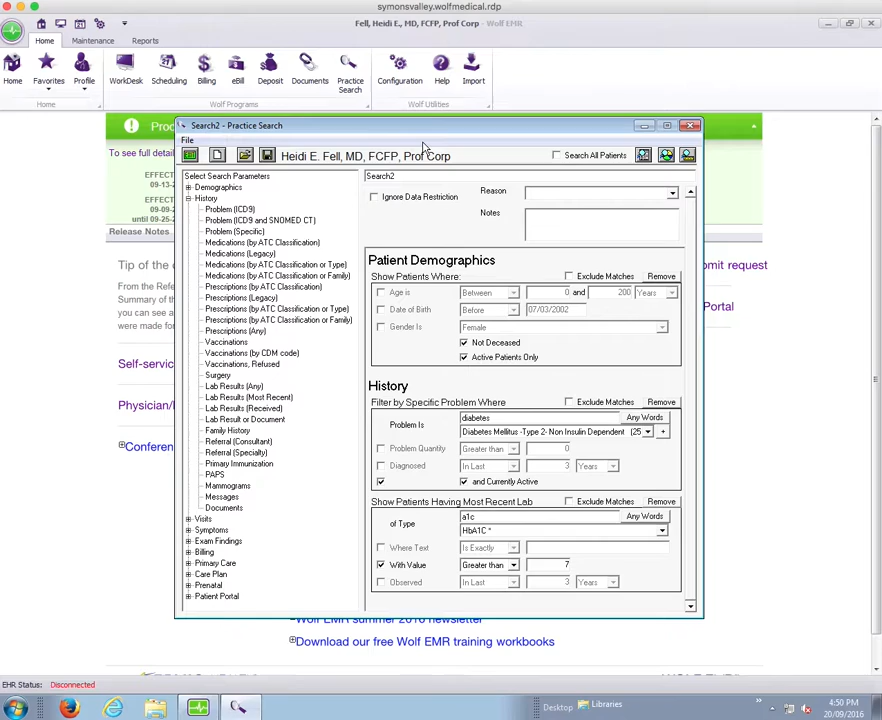 symonsvalley.wolfmedical.rdp
Fell, Heidi E., MD, FCFP, Prof Corp - Wolf EMR
Home Maintenance Reports
Home Favorites Profile WorkDesk Scheduling Billing eBill Deposit Documents Practice Search Configuration Help Import
Home Wolf Programs Wolf Utilities
Search2 - Practice Search
To see full detail
File
Heidi E. Fell, MD, FCFP, Prof Corp
Search All Patients
EFFECT
09-13-2
EFFE
09-09-
until 09-25-
Release Notes
Tip of the
From the Refe
Summary of t
you can see a
were made for
Self-servic
Physician/
Conferen
Select Search Parameters
Demographics
History
Problem (ICD9)
Problem (ICD9 and SNOMED CT)
Problem (Specific)
Medications (by ATC Classification)
Medications (Legacy)
Medications (by ATC Classification or Type)
Medications (by ATC Classification or Family)
Prescriptions (by ATC Classification)
Prescriptions (Legacy)
Prescriptions (by ATC Classification or Type)
Prescriptions (by ATC Classification or Family)
Prescriptions (Any)
Vaccinations
Vaccinations (by CDM code)
Vaccinations, Refused
Surgery
Lab Results (Any)
Lab Results (Most Recent)
Lab Results (Received)
Lab Result or Document
Family History
Referral (Consultant)
Referral (Specialty)
Primary Immunization
PAPS
Mammograms
Messages
Documents
Visits
Symptoms
Exam Findings
Billing
Primary Care
Care Plan
Prenatal
Patient Portal
Search2
Ignore Data Restriction
Reason
Notes
Patient Demographics
Show Patients Where: Exclude Matches Remove
Age is Between 0 and 200 Years
Date of Birth Before 07/03/2002
Gender Is Female
Not Deceased
Active Patients Only
History
Filter by Specific Problem Where Exclude Matches Remove
Problem Is diabetes Any Words
Diabetes Mellitus -Type 2- Non Insulin Dependent (25 +
Problem Quantity Greater than 0
Diagnosed In Last 3 Years
and Currently Active
Show Patients Having Most Recent Lab Exclude Matches Remove
of Type a1c Any Words
HbA1C *
Where Text Is Exactly
With Value Greater than 7
Observed In Last 3 Years
mit request
Portal
Wolf EMR summer 2016 newsletter
Download our free Wolf EMR training workbooks
EHR Status: Disconnected
Desktop Libraries
4:50 PM
20/09/2016